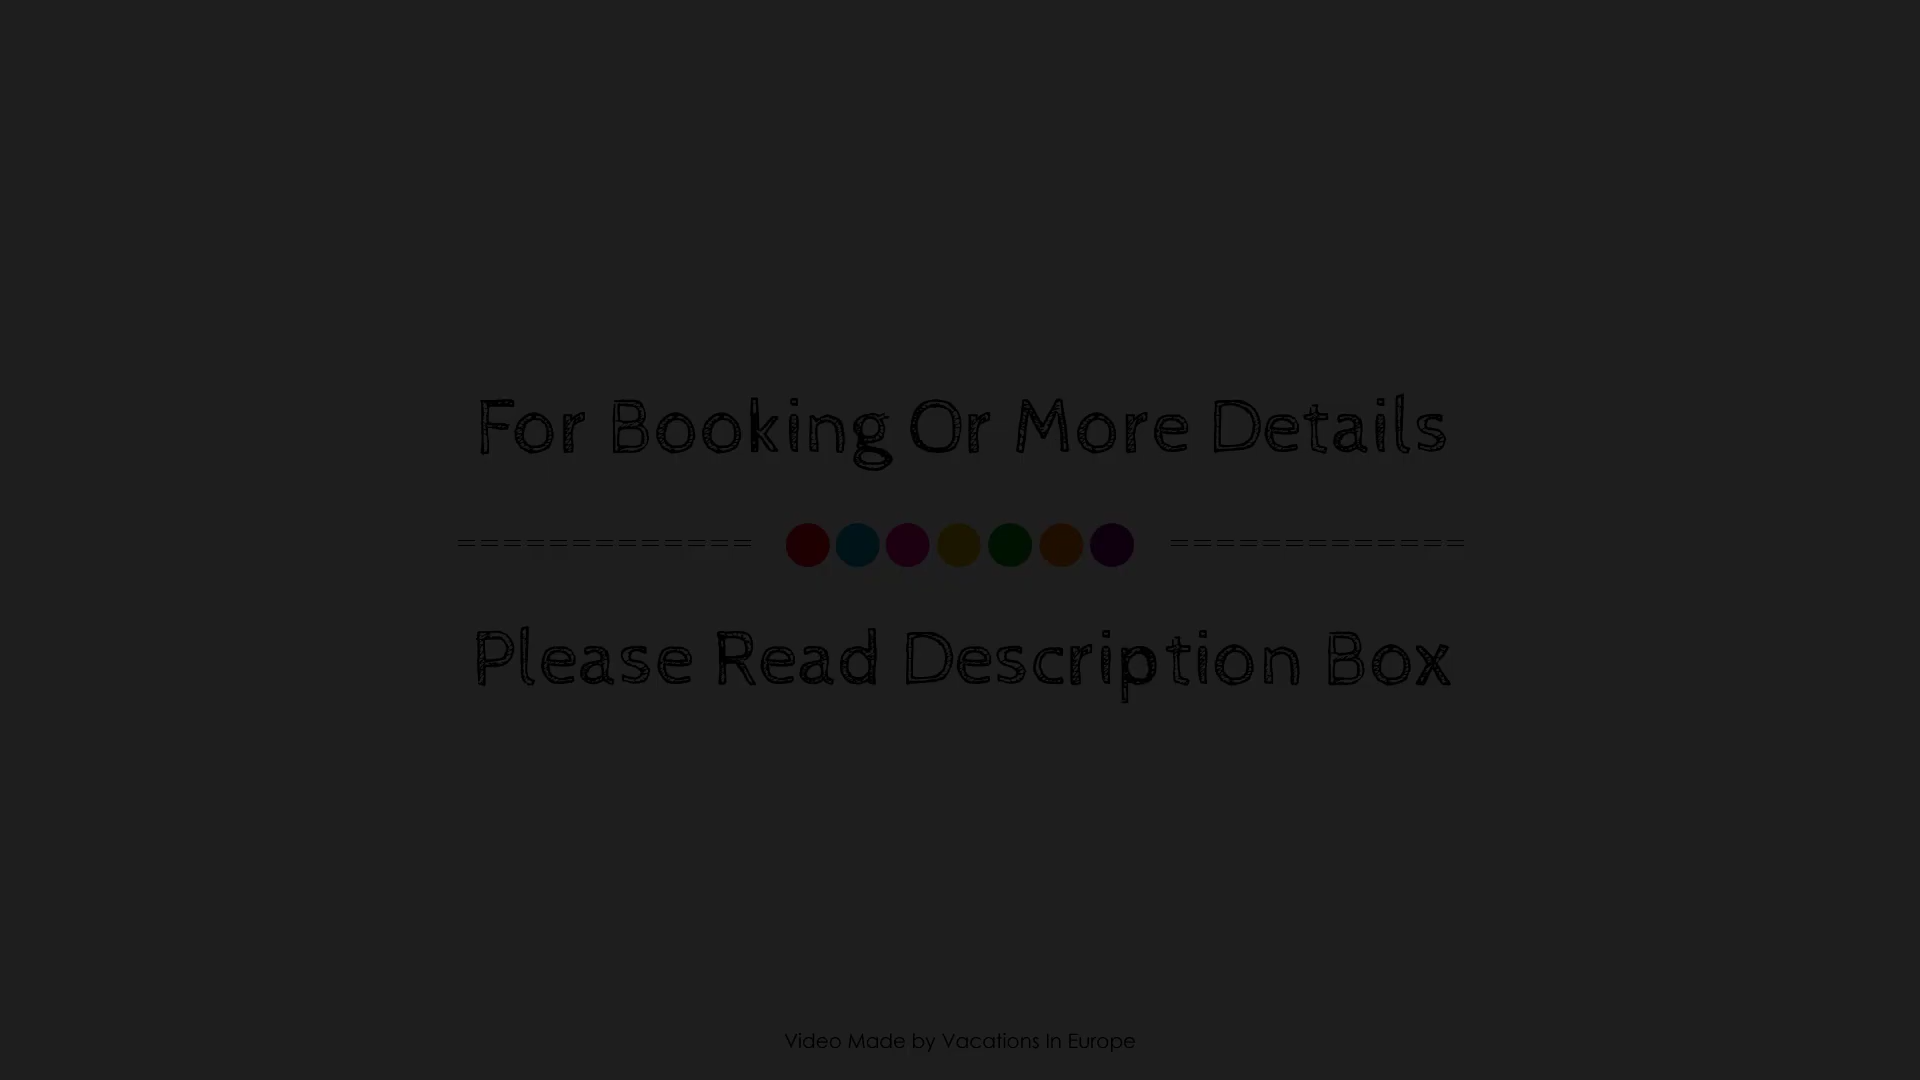 For Booking Or More Details
============= =============
Please Read Description Box
Video Made by Vacations In Europe